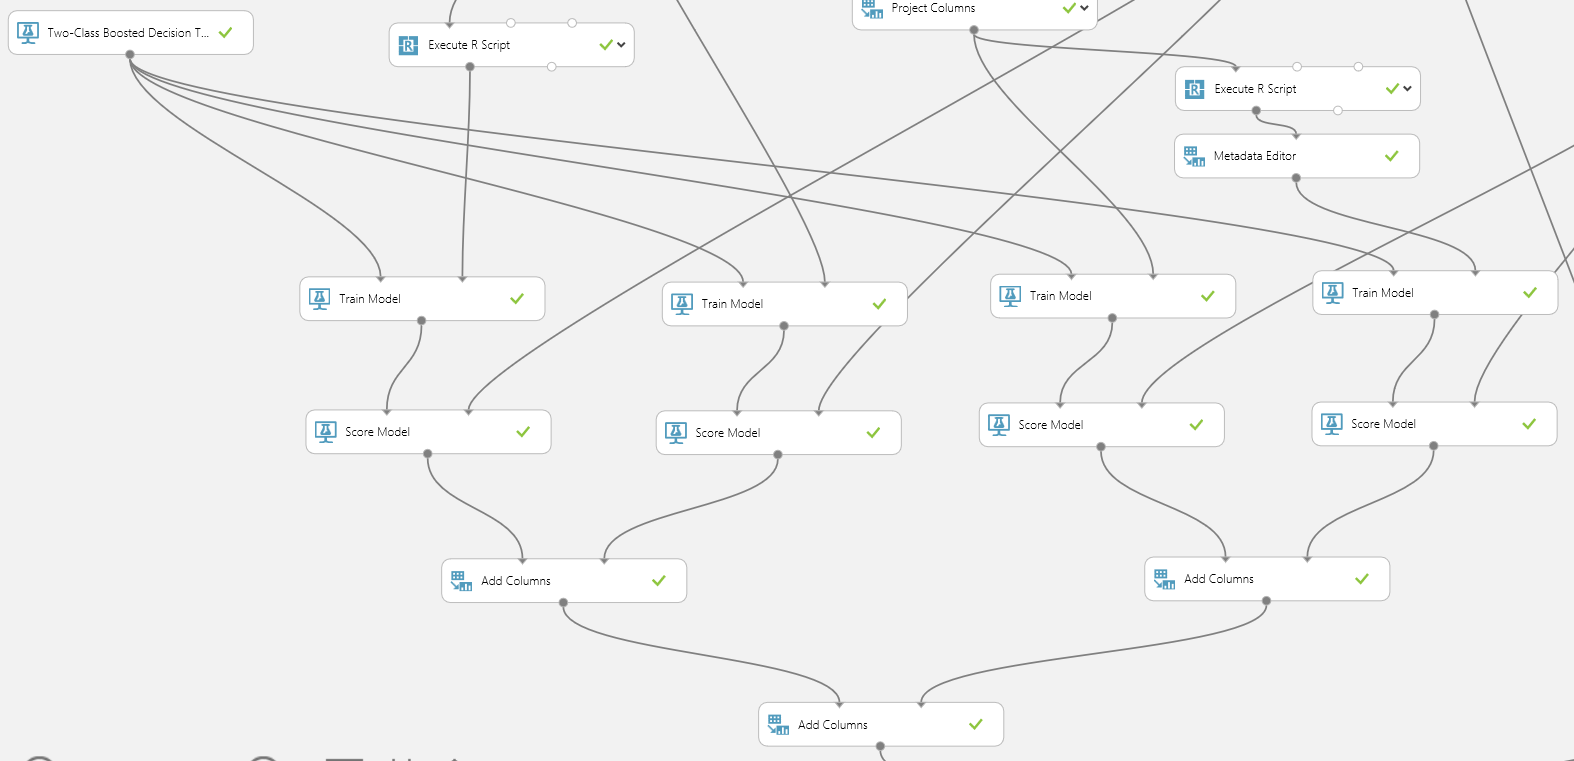 Project Columns
Two-Class Boosted Decision T...
Execute R Script
Execute R Script
Metadata Editor
Train Model
Train Model
Train Model
Train Model
Score Model
Score Model
Score Model
Score Model
Add Columns
Add Columns
Add Columns